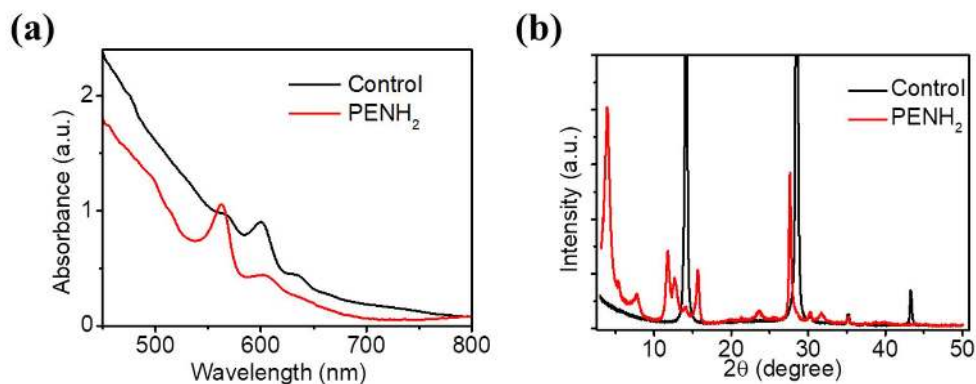 (a)
Control
PENH₂
2
1
0
Absorbance (a.u.)
500 600 700 800
Wavelength (nm)
(b)
Control
PENH₂
Intensity (a.u.)
10 20 30 40 50
2θ (degree)